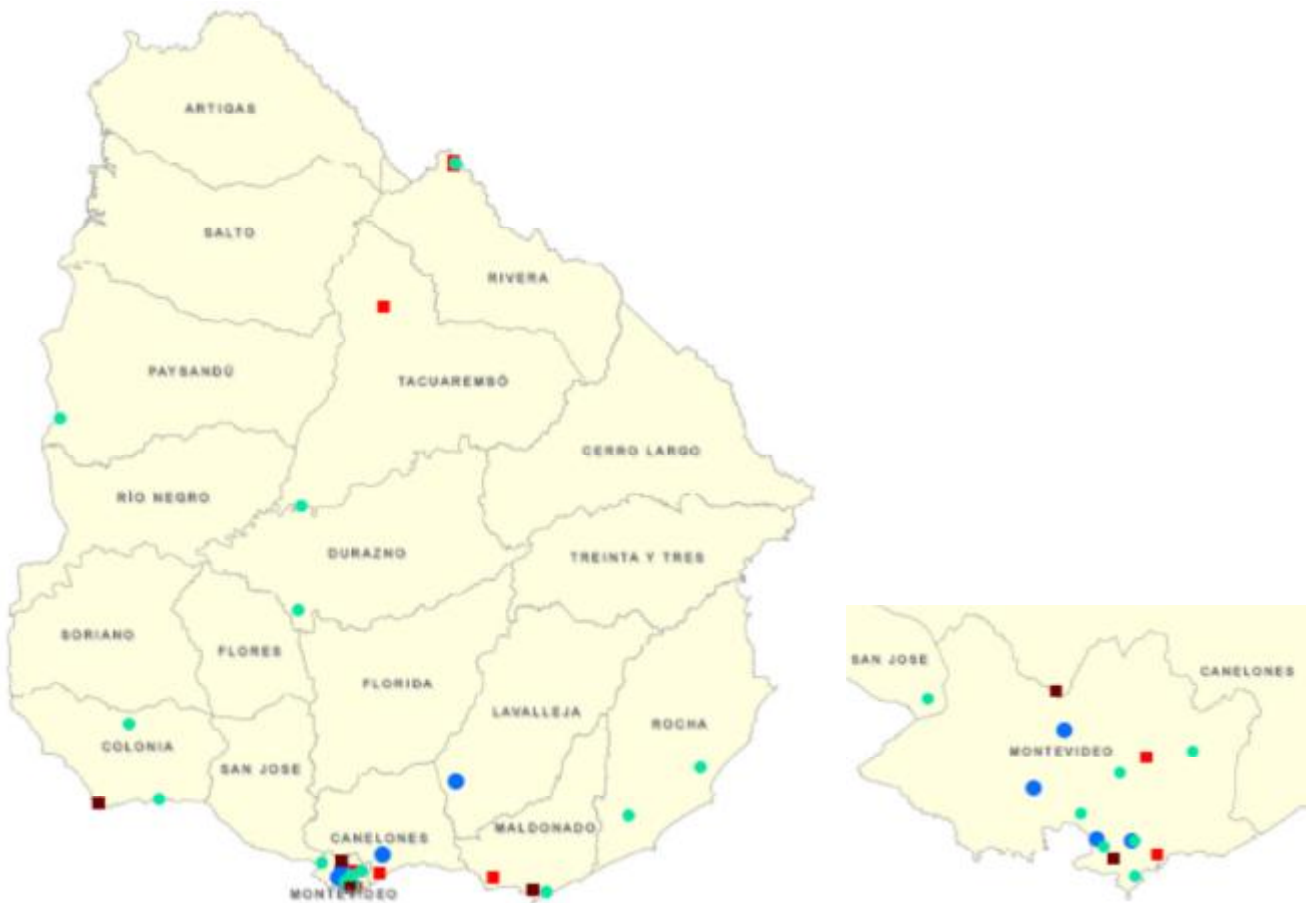 ARTIGAS
SALTO
RIVERA
PAYSANDÚ
TACUAREMBÓ
CERRO LARGO
RÍO NEGRO
DURAZNO
TREINTA Y TRES
SORIANO
FLORES
FLORIDA
LAVALLEJA
ROCHA
COLONIA
SAN JOSE
CANELONES
MALDONADO
MONTEVIDEO
SAN JOSE
CANELONES
MONTEVIDEO